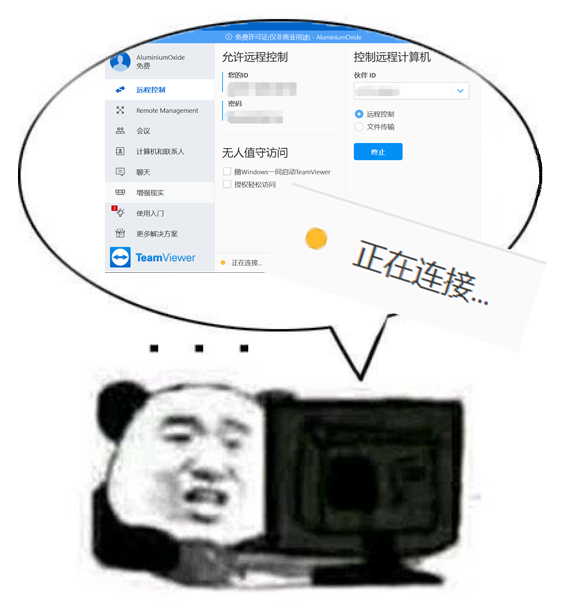 免费许可证(仅非商业用途) - AluminiumOxide
AluminiumOxide
免费
远程控制
Remote Management
会议
计算机和联系人
聊天
增强现实
使用入门
更多解决方案
TeamViewer
允许远程控制
您的ID
密码
无人值守访问
随Windows一同启动TeamViewer
授权轻松访问
正在连接...
控制远程计算机
伙伴 ID
远程控制
文件传输
终止
正在连接...